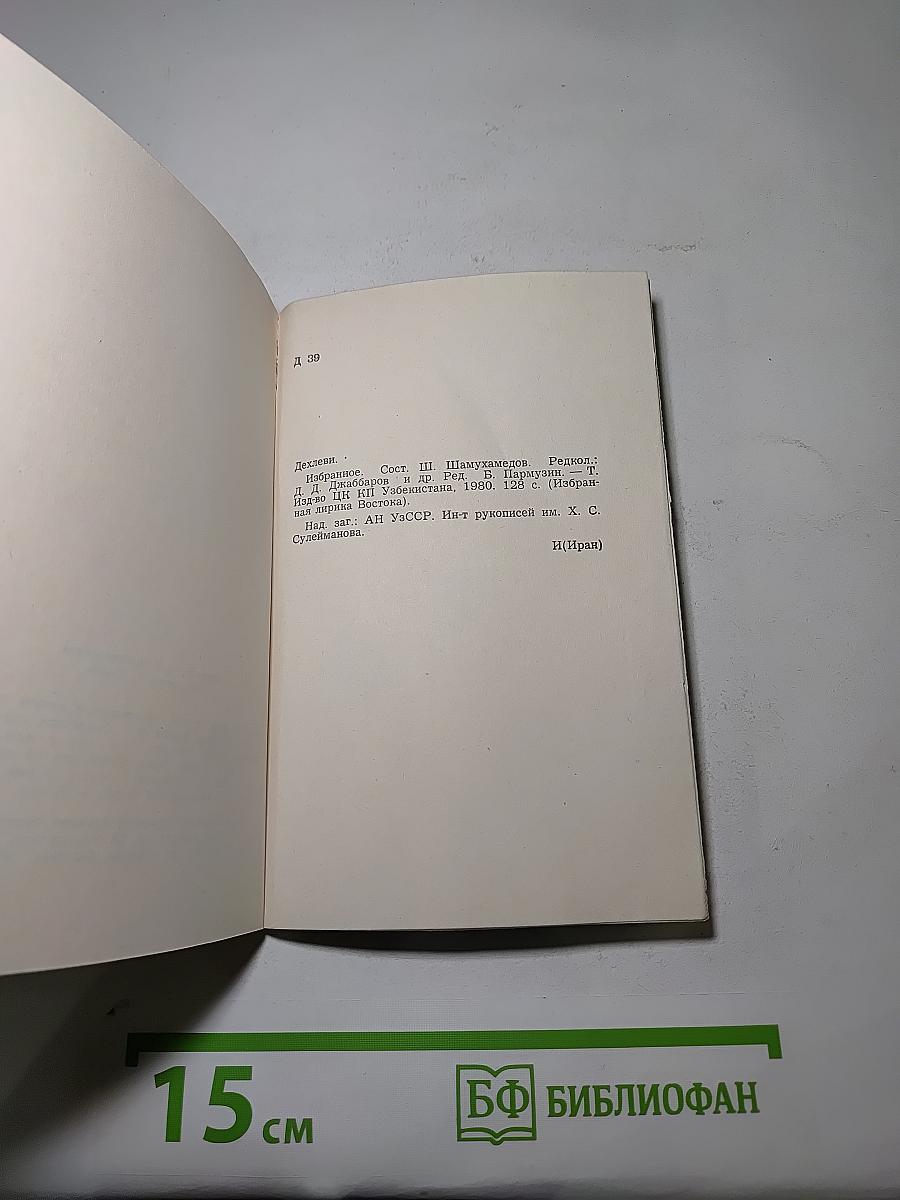 Д 39
Дехлеви.
Избранное. Сост. Ш. Шамухамедов. Редкол.:
Д. Д. Джаббаров и др. Ред. Б. Пармузин. — Т.
Изд-во ЦК КП Узбекистана, 1980. 128 с. (Избран-
ная лирика Востока).
Над. заг.: АН УзССР. Ин-т рукописей им. Х. С.
Сулейманова.
И(Иран)
15 см
БФ БИБЛИОФАН